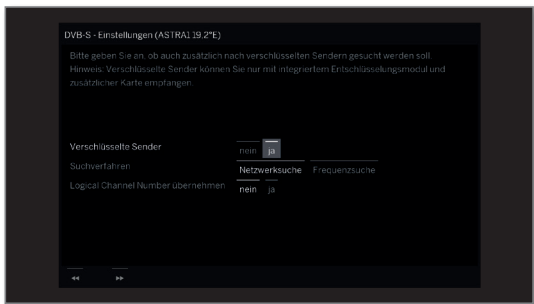 DVB-S - Einstellungen (ASTRA1 19.2°E)
Bitte geben Sie an, ob auch zusätzlich nach verschlüsselten Sendern gesucht werden soll.
Hinweis: Verschlüsselte Sender können Sie nur mit integriertem Entschlüsselungsmodul und
zusätzlicher Karte empfangen.
Verschlüsselte Sender nein ja
Suchverfahren Netzwerksuche Frequenzsuche
Logical Channel Number übernehmen nein ja